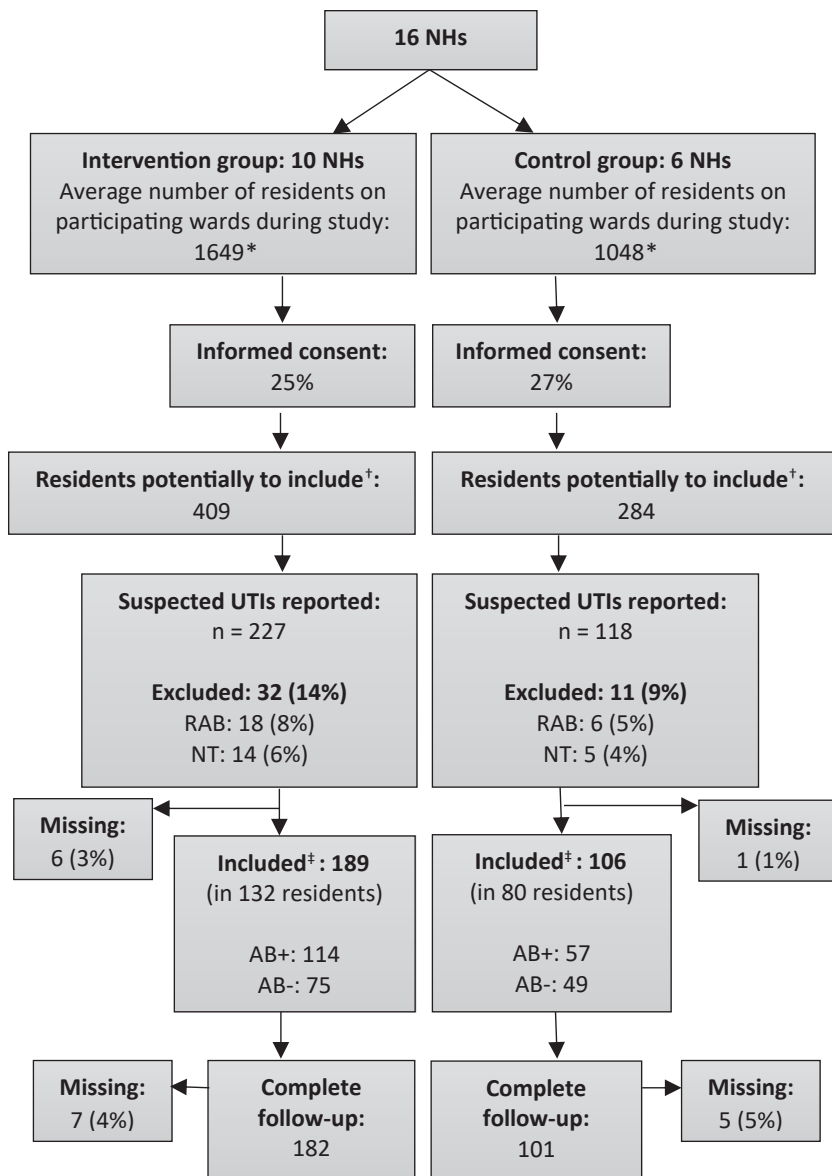 16 NHs
Intervention group: 10 NHs
Average number of residents on
participating wards during study:
1649*
Control group: 6 NHs
Average number of residents on
participating wards during study:
1048*
Informed consent:
25%
Informed consent:
27%
Residents potentially to include†:
409
Residents potentially to include†:
284
Suspected UTIs reported:
n = 227
Excluded: 32 (14%)
RAB: 18 (8%)
NT: 14 (6%)
Suspected UTIs reported:
n = 118
Excluded: 11 (9%)
RAB: 6 (5%)
NT: 5 (4%)
Missing:
6 (3%)
Included‡ : 189
(in 132 residents)
AB+: 114
AB-: 75
Included‡ : 106
(in 80 residents)
AB+: 57
AB-: 49
Missing:
1 (1%)
Missing:
7 (4%)
Complete
follow-up:
182
Complete
follow-up:
101
Missing:
5 (5%)